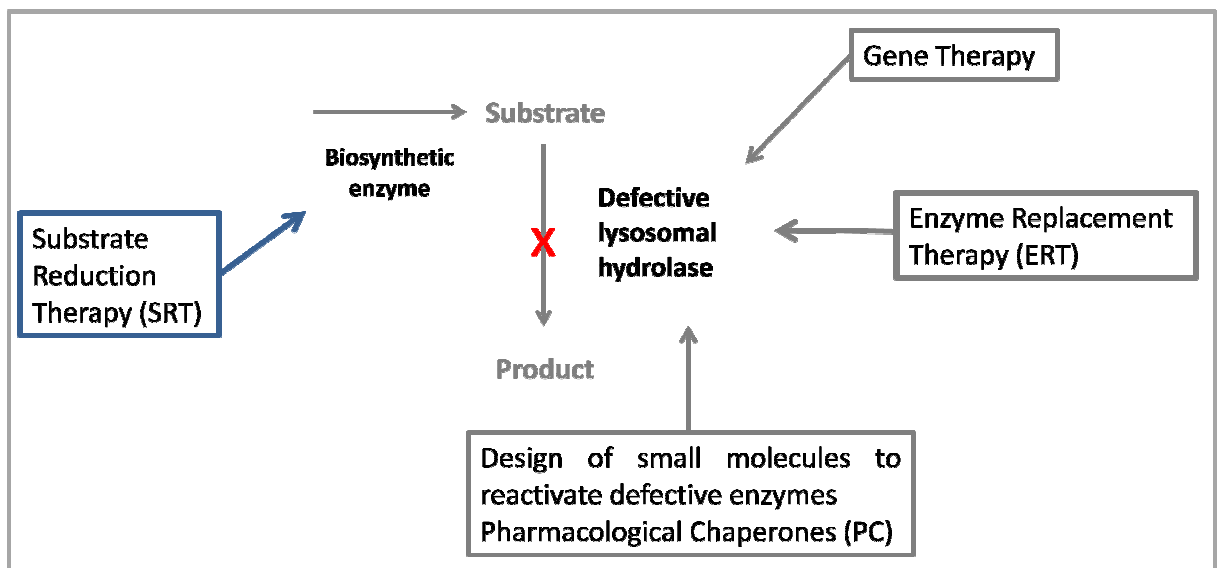 Gene Therapy
Substrate
Biosynthetic
enzyme
Defective
lysosomal
hydrolase
X
Enzyme Replacement
Therapy (ERT)
Substrate
Reduction
Therapy (SRT)
Product
Design of small molecules to
reactivate defective enzymes
Pharmacological Chaperones (PC)